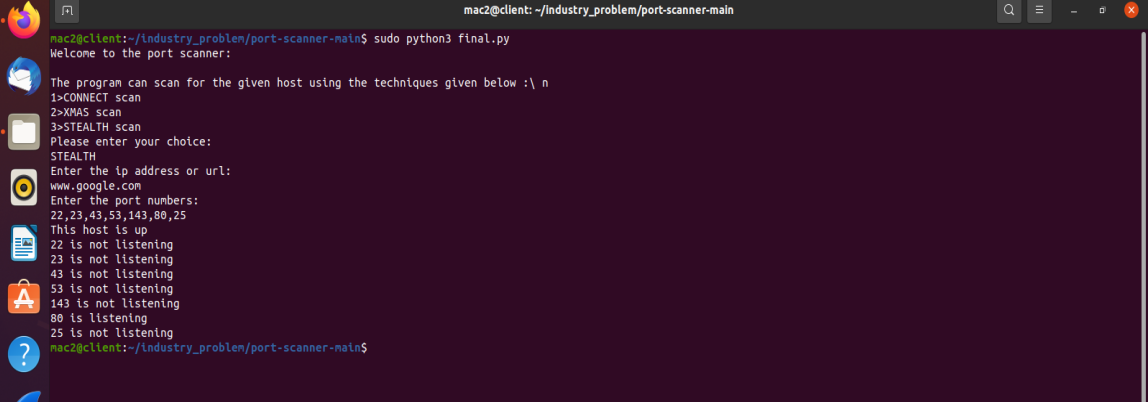 mac2@client: ~/industry_problem/port-scanner-main
mac2@client:~/industry_problem/port-scanner-main$ sudo python3 final.py
Welcome to the port scanner:
The program can scan for the given host using the techniques given below :\ n
1>CONNECT scan
2>XMAS scan
3>STEALTH scan
Please enter your choice:
STEALTH
Enter the ip address or url:
www.google.com
Enter the port numbers:
22,23,43,53,143,80,25
This host is up
22 is not listening
23 is not listening
43 is not listening
53 is not listening
143 is not listening
80 is listening
25 is not listening
mac2@client:~/industry_problem/port-scanner-main$